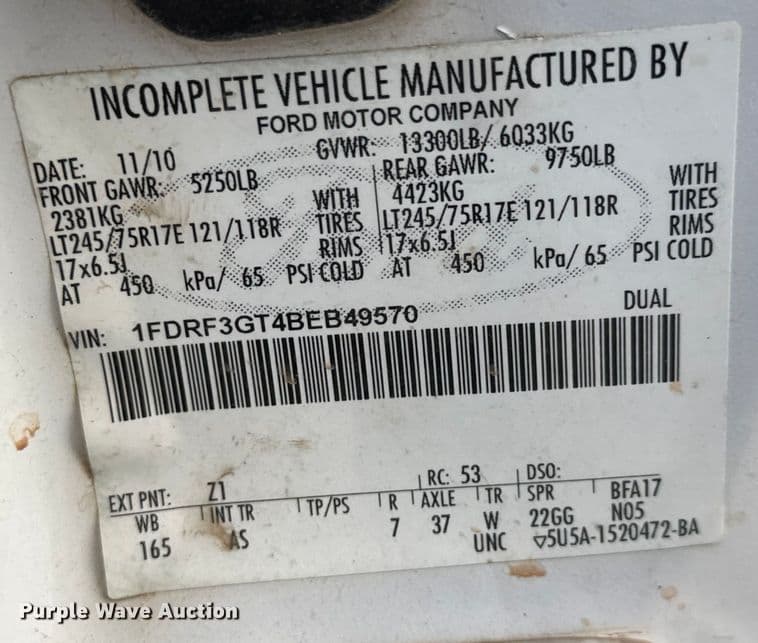 INCOMPLETE VEHICLE MANUFACTURED BY
FORD MOTOR COMPANY
DATE: 11/10 GVWR: 13300LB/ 6033KG
FRONT GAWR: 5250LB REAR GAWR: 9750LB
2381KG WITH 4423KG WITH
LT245/75R17E 121/118R TIRES LT245/75R17E 121/118R TIRES
17x6.5J RIMS 17x6.5J RIMS
AT 450 kPa/ 65 PSI COLD AT 450 kPa/ 65 PSI COLD
VIN: 1FDRF3GT4BEB49570 DUAL
EXT PNT: Z1 RC: 53 DSO:
WB INT TR TP/PS R AXLE TR SPR BFA17
165 AS 7 37 W 22GG N05
UNC ▽5U5A-1520472-BA
Purple Wave Auction